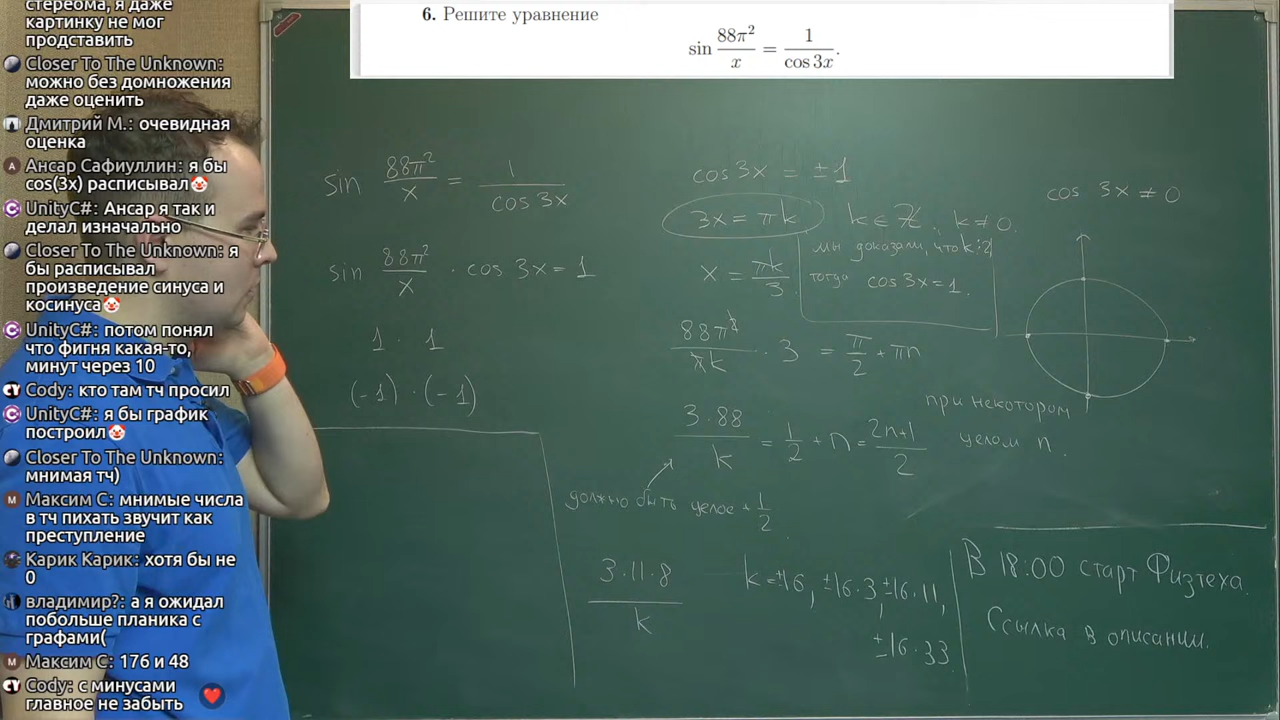 стереома, я даже
картинку не мог
продставить
Closer To The Unknown:
можно без домножения
даже оценить
Дмитрий М.: очевидная
оценка
Ансар Сафиуллин: я бы
cos(3x) расписывал🤡
UnityC#: Ансар я так и
делал изначально
Closer To The Unknown: я
бы расписывал
произведение синуса и
косинуса🤡
UnityC#: потом понял
что фигня какая-то,
минут через 10
Cody: кто там тч просил
UnityC#: я бы график
построил🤡
Closer To The Unknown:
мнимая тч)
Максим С: мнимые числа
в тч пихать звучит как
преступление
Карик Карик: хотя бы не
0
владимир?: а я ожидал
побольше планика с
графами(
Максим С: 176 и 48
Cody: с минусами
главное не забыть
6. Решите уравнение
sin 88π²/x = 1/cos 3x.
sin 88π²/x = 1/cos 3x
sin 88π²/x · cos 3x = 1
1 · 1
(-1) · (-1)
cos 3x = ±1
3x = πk k ∈ ℤ, k ≠ 0.
x = πk/3
мы доказали, что k⋮2,
тогда cos 3x = 1.
88π²/πk · 3 = π/2 + πn
3·88/k = 1/2 + n = 2n+1/2
при некотором
целом n.
должно быть целое + 1/2
3·11·8/k
k = ±16, ±16·3, ±16·11,
±16·33
cos 3x ≠ 0
В 18:00 старт Физтеха.
Ссылка в описании.